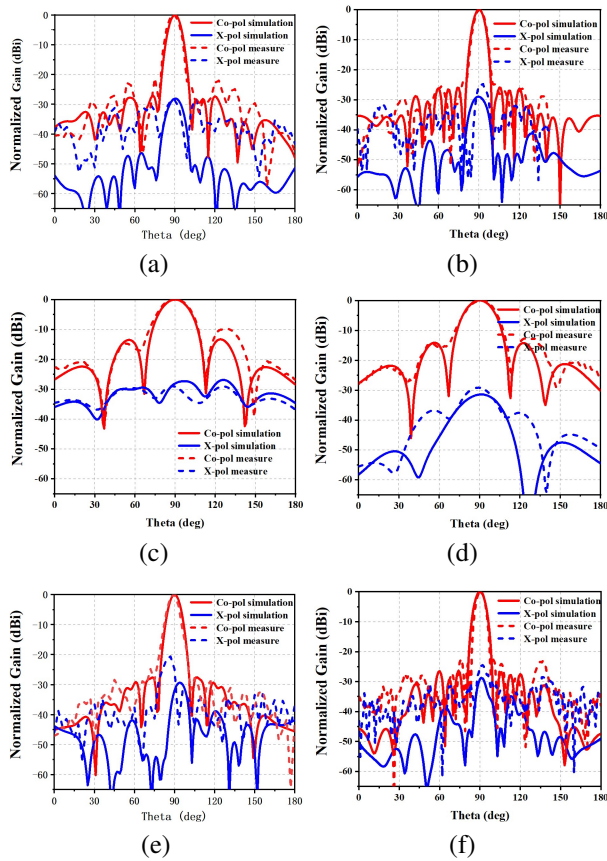 Co-pol simulation
X-pol simulation
Co-pol measure
X-pol measure
Normalized Gain (dBi)
0
-10
-20
-30
-40
-50
-60
0 30 60 90 120 150 180
Theta (deg)
(a)
Co-pol simulation
X-pol simulation
Co-pol measure
X-pol measure
Normalized Gain (dBi)
0
-10
-20
-30
-40
-50
-60
0 30 60 90 120 150 180
Theta (deg)
(b)
Normalized Gain (dBi)
0
-10
-20
-30
-40
-50
-60
Co-pol simulation
X-pol simulation
Co-pol measure
X-pol measure
0 30 60 90 120 150 180
Theta (deg)
(c)
Co-pol simulation
X-pol simulation
Co-pol measure
X-pol measure
Normalized Gain (dBi)
0
-10
-20
-30
-40
-50
-60
0 30 60 90 120 150 180
Theta (deg)
(d)
Co-pol simulation
X-pol simulation
Co-pol measure
X-pol measure
Normalized Gain (dBi)
0
-10
-20
-30
-40
-50
-60
0 30 60 90 120 150 180
Theta (deg)
(e)
Co-pol simulation
X-pol simulation
Co-pol measure
X-pol measure
Normalized Gain (dBi)
0
-10
-20
-30
-40
-50
-60
0 30 60 90 120 150 180
Theta (deg)
(f)